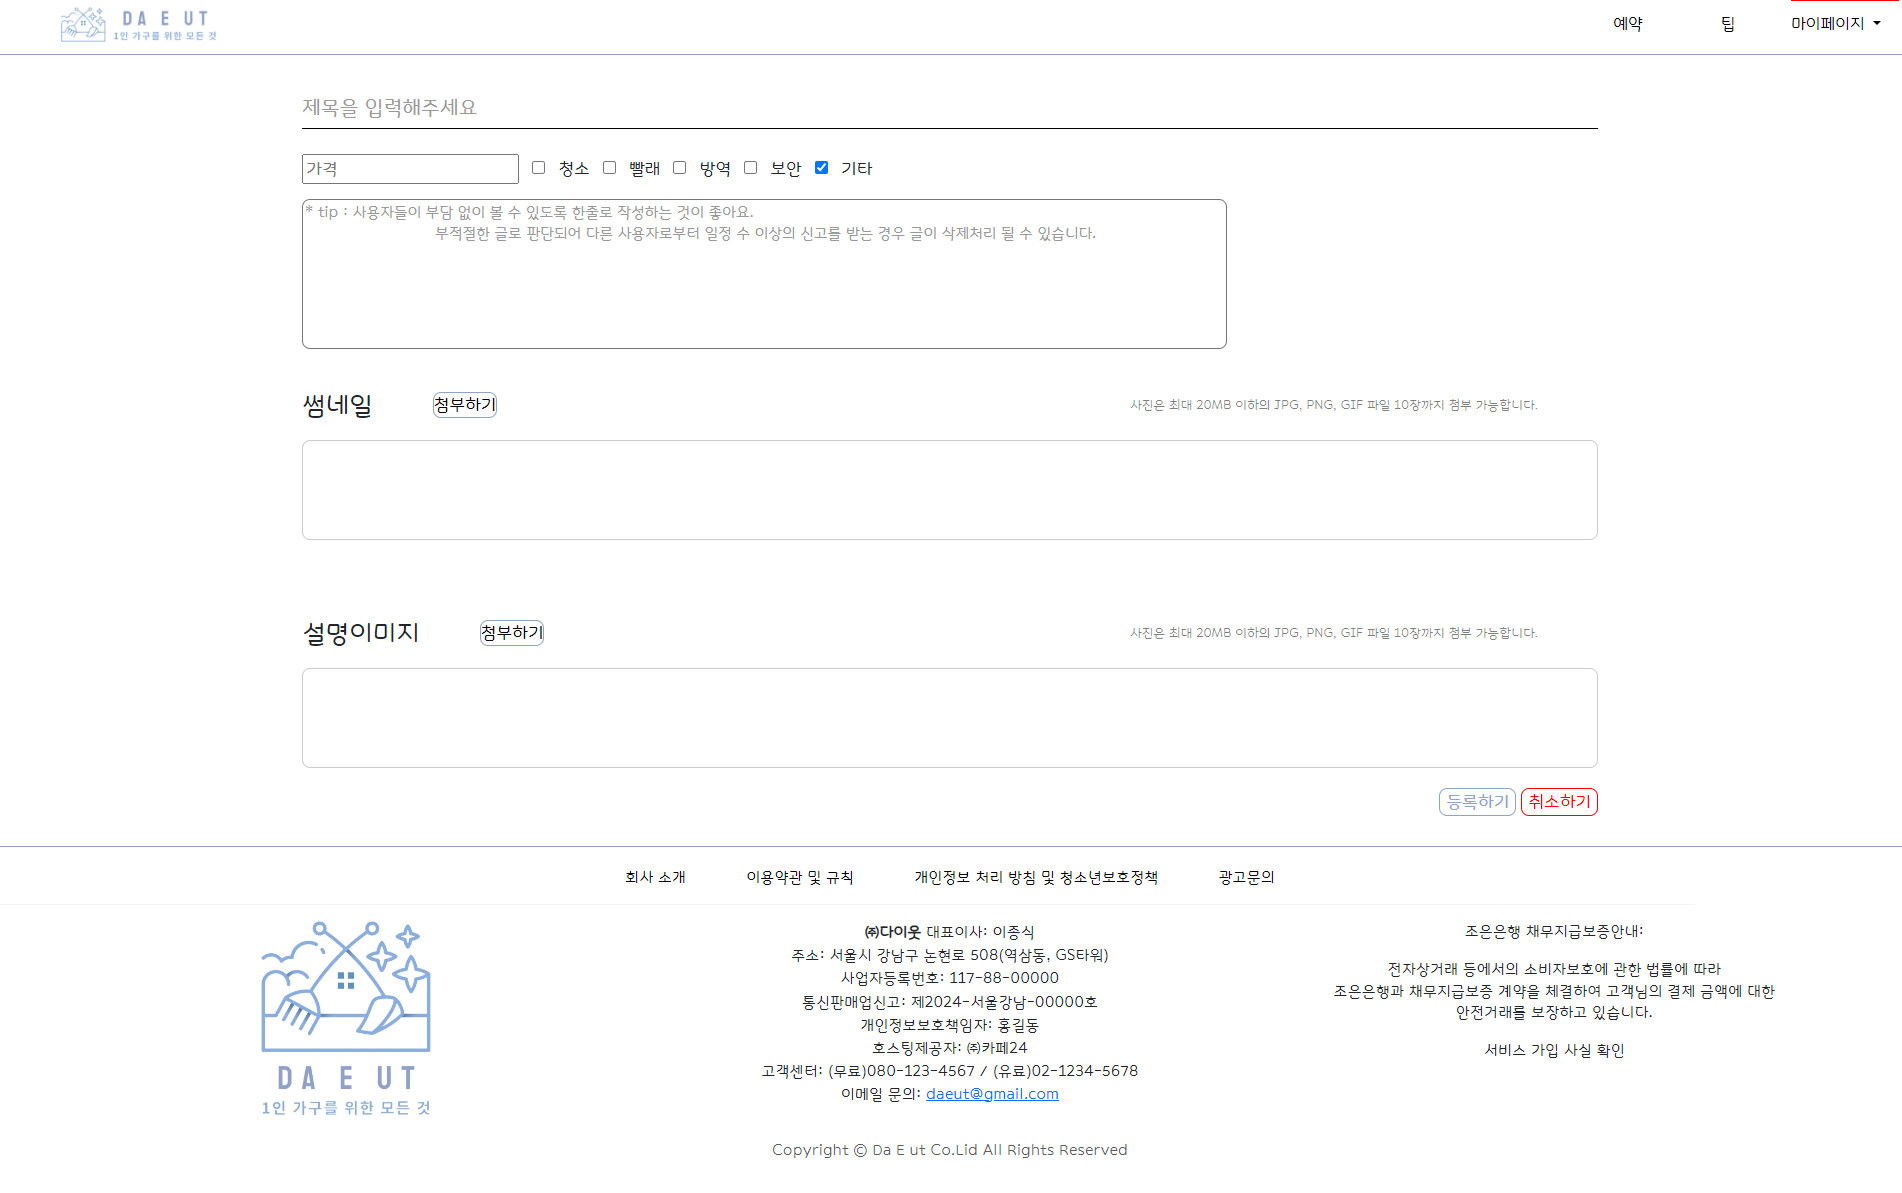 DA E UT
1인 가구를 위한 모든 것
예약 팁 마이페이지
제목을 입력해주세요
가격 청소 빨래 방역 보안 기타
* tip : 사용자들이 부담 없이 볼 수 있도록 한줄로 작성하는 것이 좋아요.
부적절한 글로 판단되어 다른 사용자로부터 일정 수 이상의 신고를 받는 경우 글이 삭제처리 될 수 있습니다.
썸네일 첨부하기 사진은 최대 20MB 이하의 JPG, PNG, GIF 파일 10장까지 첨부 가능합니다.
설명이미지 첨부하기 사진은 최대 20MB 이하의 JPG, PNG, GIF 파일 10장까지 첨부 가능합니다.
등록하기 취소하기
회사 소개 이용약관 및 규칙 개인정보 처리 방침 및 청소년보호정책 광고문의
DA E UT
1인 가구를 위한 모든 것
㈜다이웃 대표이사: 이종식
주소: 서울시 강남구 논현로 508(역삼동, GS타워)
사업자등록번호: 117-88-00000
통신판매업신고: 제2024-서울강남-00000호
개인정보보호책임자: 홍길동
호스팅제공자: ㈜카페24
고객센터: (무료)080-123-4567 / (유료)02-1234-5678
이메일 문의: daeut@gmail.com
조은은행 채무지급보증안내:
전자상거래 등에서의 소비자보호에 관한 법률에 따라
조은은행과 채무지급보증 계약을 체결하여 고객님의 결제 금액에 대한
안전거래를 보장하고 있습니다.
서비스 가입 사실 확인
Copyright © Da E ut Co.Lid All Rights Reserved